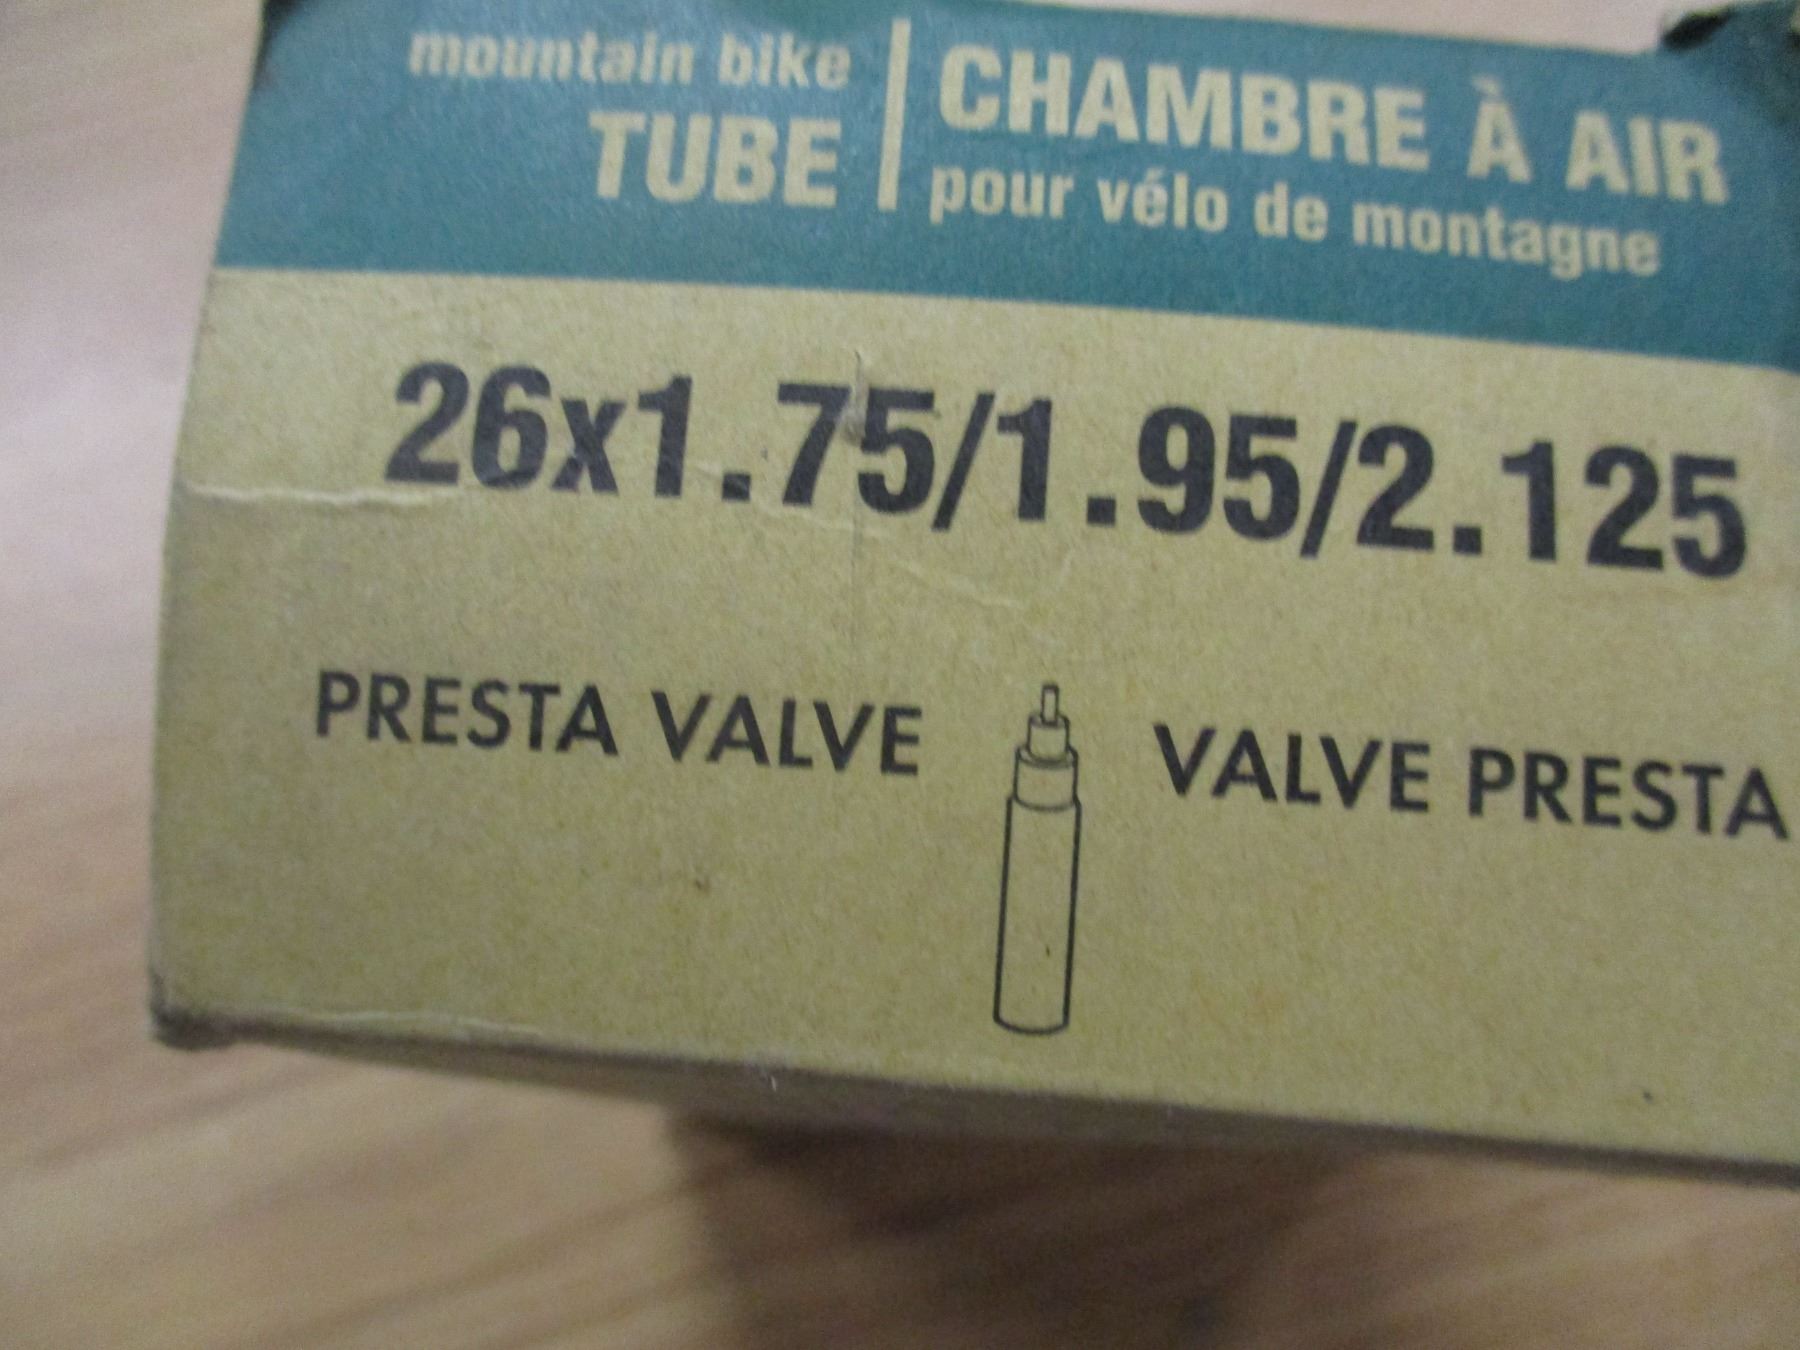 mountain bike
TUBE
CHAMBRE À AIR
pour vélo de montagne
26x1.75/1.95/2.125
PRESTA VALVE
VALVE PRESTA